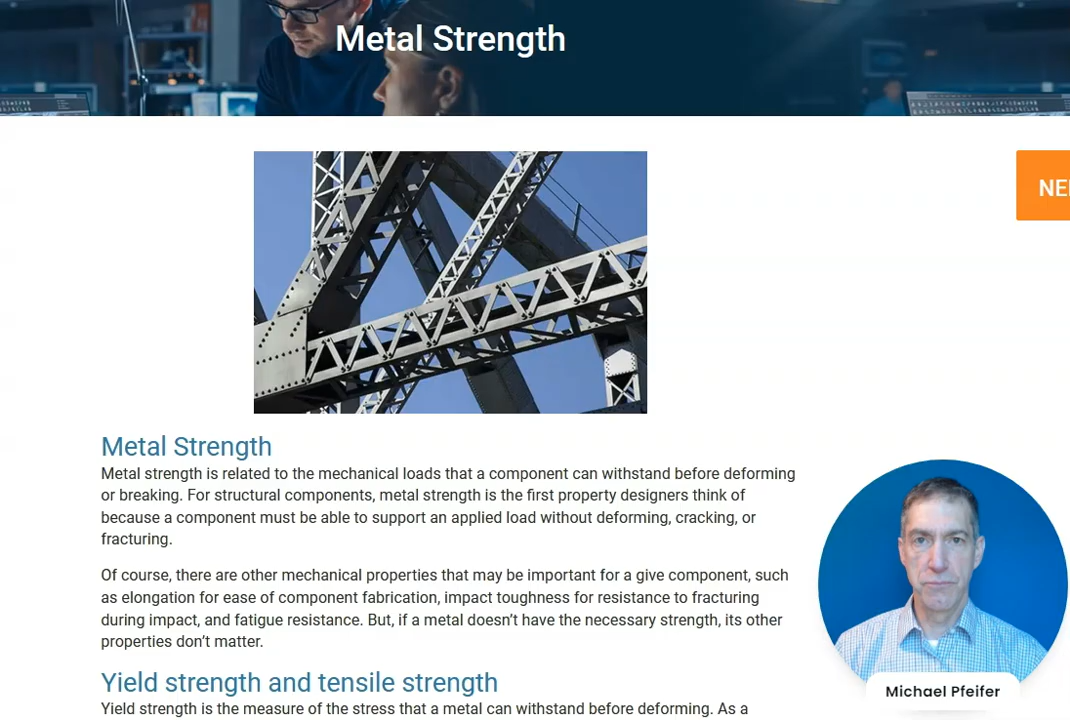 Metal Strength
NE
Metal Strength
Metal strength is related to the mechanical loads that a component can withstand before deforming
or breaking. For structural components, metal strength is the first property designers think of
because a component must be able to support an applied load without deforming, cracking, or
fracturing.
Of course, there are other mechanical properties that may be important for a give component, such
as elongation for ease of component fabrication, impact toughness for resistance to fracturing
during impact, and fatigue resistance. But, if a metal doesn’t have the necessary strength, its other
properties don’t matter.
Michael Pfeifer
Yield strength and tensile strength
Yield strength is the measure of the stress that a metal can withstand before deforming. As a